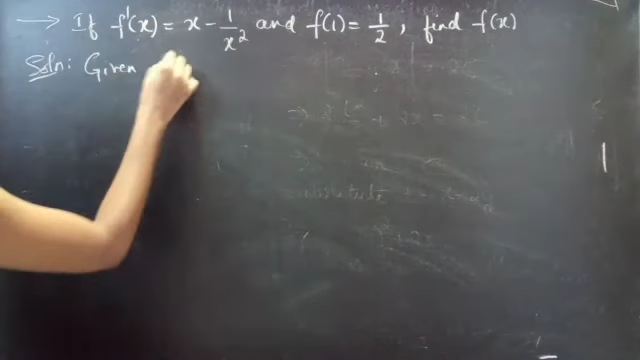 → If f'(x) = x - 1/x² and f(1) = 1/2, find f(x)
Soln: Given